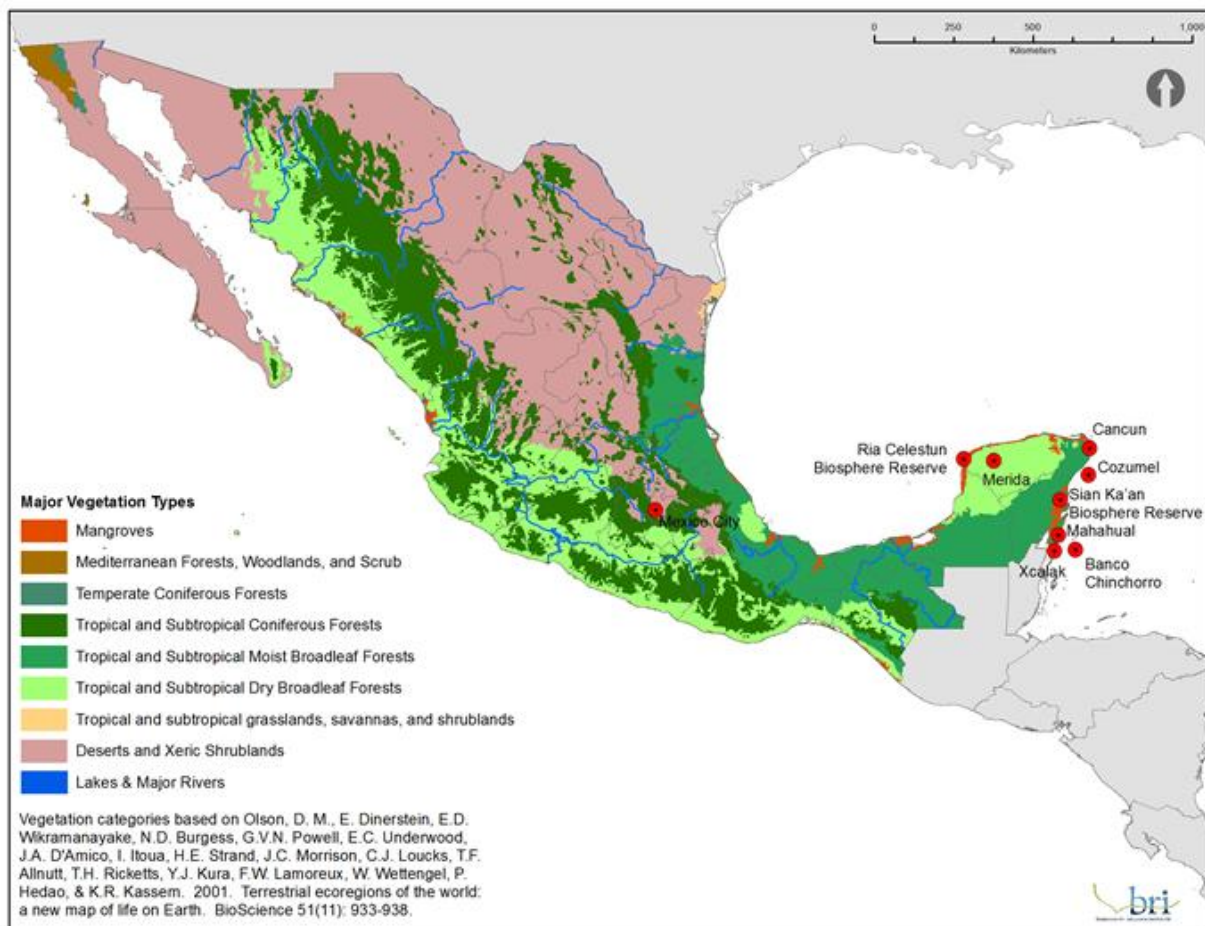 0 250 500 1,000
Kilometers
Cancun
Ria Celestun
Biosphere Reserve
Merida
Cozumel
Sian Ka'an
Biosphere Reserve
Mahahual
Mexico City
Xcalak
Banco
Chinchorro
Major Vegetation Types
Mangroves
Mediterranean Forests, Woodlands, and Scrub
Temperate Coniferous Forests
Tropical and Subtropical Coniferous Forests
Tropical and Subtropical Moist Broadleaf Forests
Tropical and Subtropical Dry Broadleaf Forests
Tropical and subtropical grasslands, savannas, and shrublands
Deserts and Xeric Shrublands
Lakes & Major Rivers
Vegetation categories based on Olson, D. M., E. Dinerstein, E.D.
Wikramanayake, N.D. Burgess, G.V.N. Powell, E.C. Underwood,
J.A. D'Amico, I. Itoua, H.E. Strand, J.C. Morrison, C.J. Loucks, T.F.
Allnutt, T.H. Ricketts, Y.J. Kura, F.W. Lamoreux, W. Wettengel, P.
Hedao, & K.R. Kassem. 2001. Terrestrial ecoregions of the world:
a new map of life on Earth. BioScience 51(11): 933-938.
bri